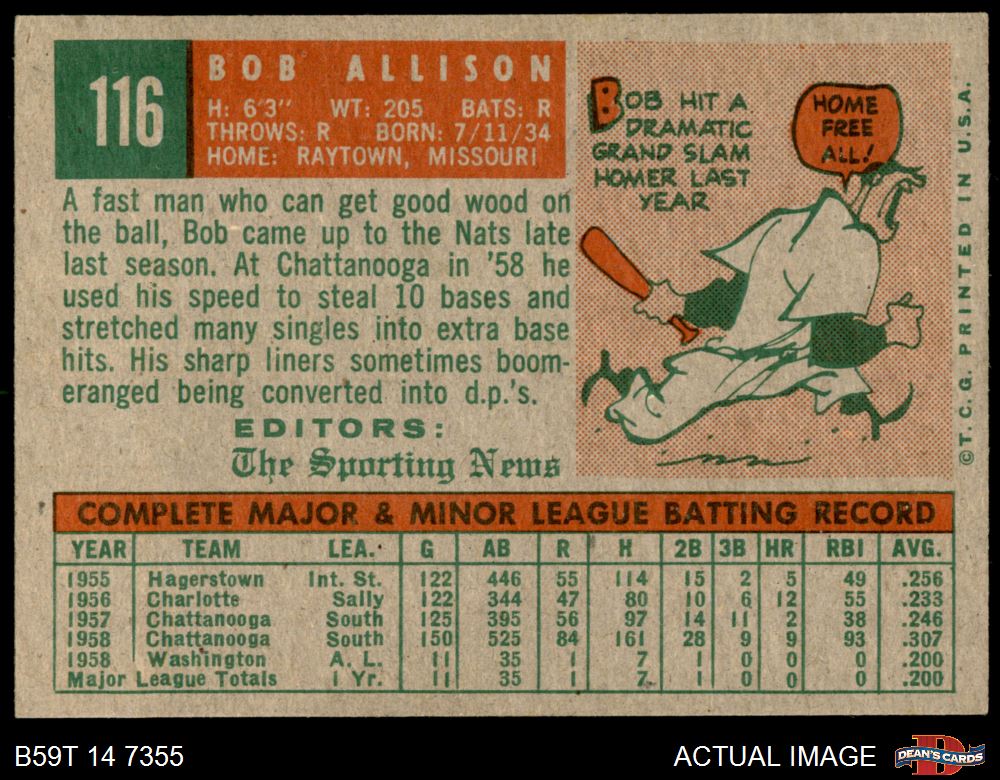 116
BOB ALLISON
H: 6'3" WT: 205 BATS: R
THROWS: R BORN: 7/11/34
HOME: RAYTOWN, MISSOURI
A fast man who can get good wood on
the ball, Bob came up to the Nats late
last season. At Chattanooga in '58 he
used his speed to steal 10 bases and
stretched many singles into extra base
hits. His sharp liners sometimes boom-
eranged being converted into d.p.'s.
EDITORS:
The Sporting News
BOB HIT A
DRAMATIC
GRAND SLAM
HOMER LAST
YEAR
HOME
FREE
ALL!
©T.C.G. PRINTED IN U.S.A.
COMPLETE MAJOR & MINOR LEAGUE BATTING RECORD
YEAR TEAM LEA. G AB R H 2B 3B HR RBI AVG.
1955 Hagerstown Int. St. 122 446 55 114 15 2 5 49 .256
1956 Charlotte Sally 122 344 47 80 10 6 12 55 .233
1957 Chattanooga South 125 395 56 97 14 11 2 38 .246
1958 Chattanooga South 150 525 84 161 28 9 9 93 .307
1958 Washington A. L. 11 35 1 7 1 0 0 0 .200
Major League Totals 1 Yr. 11 35 1 7 1 0 0 0 .200
B59T 14 7355
ACTUAL IMAGE
D
DEAN'S CARDS